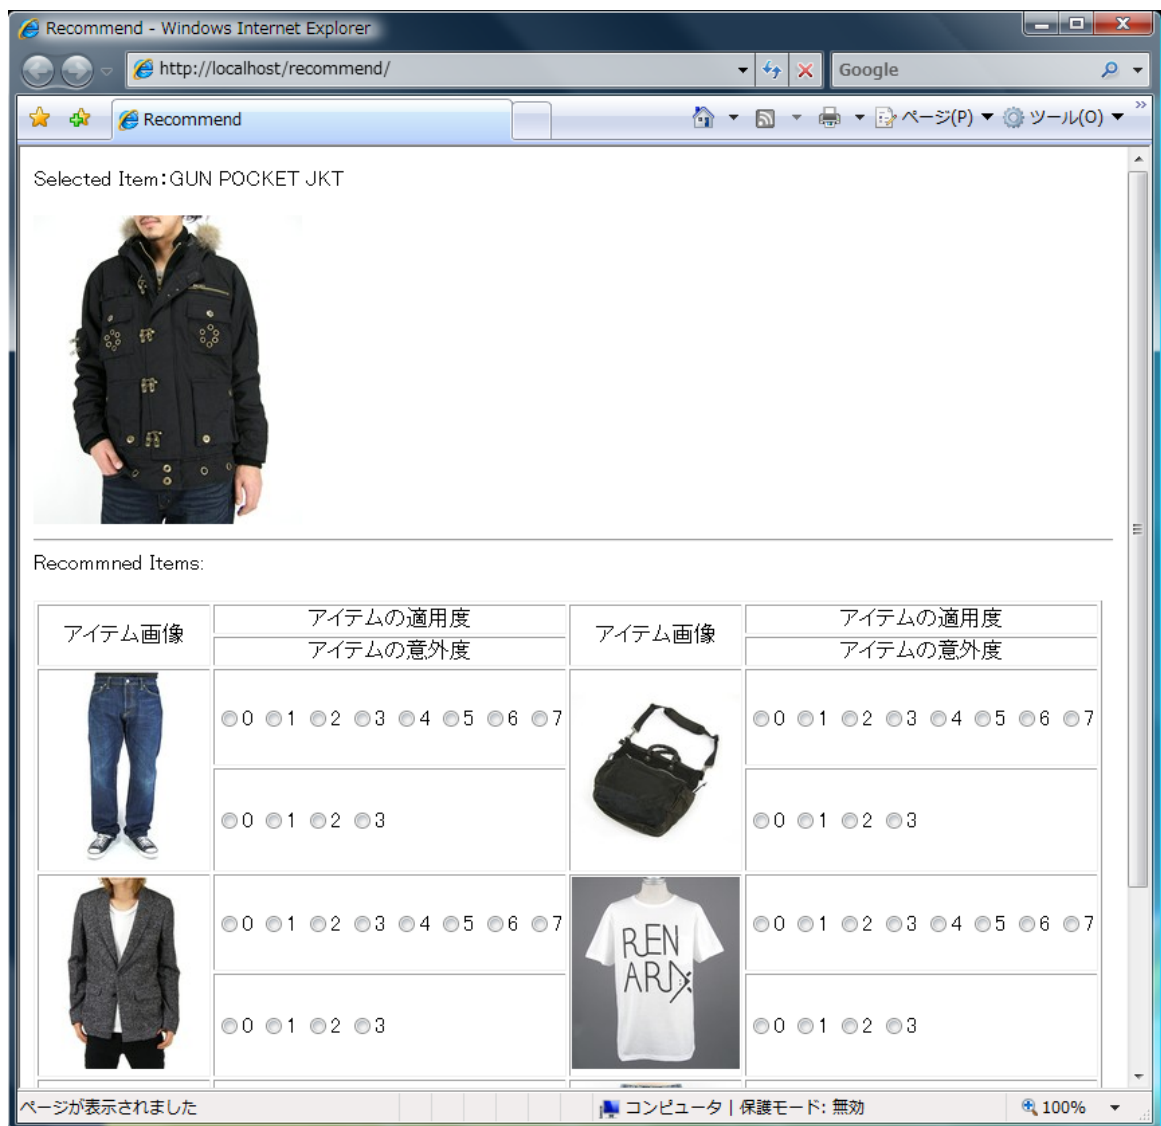 Recommend - Windows Internet Explorer
http://localhost/recommend/
Google
Recommend
ページ(P)
ツール(O)
Selected Item:GUN POCKET JKT
Recommned Items:
アイテム画像
アイテムの適用度
アイテムの意外度
アイテム画像
アイテムの適用度
アイテムの意外度
0 1 2 3 4 5 6 7
0 1 2 3
0 1 2 3 4 5 6 7
0 1 2 3
0 1 2 3 4 5 6 7
0 1 2 3
REN
ARD
0 1 2 3 4 5 6 7
0 1 2 3
ページが表示されました
コンピュータ | 保護モード: 無効
100%